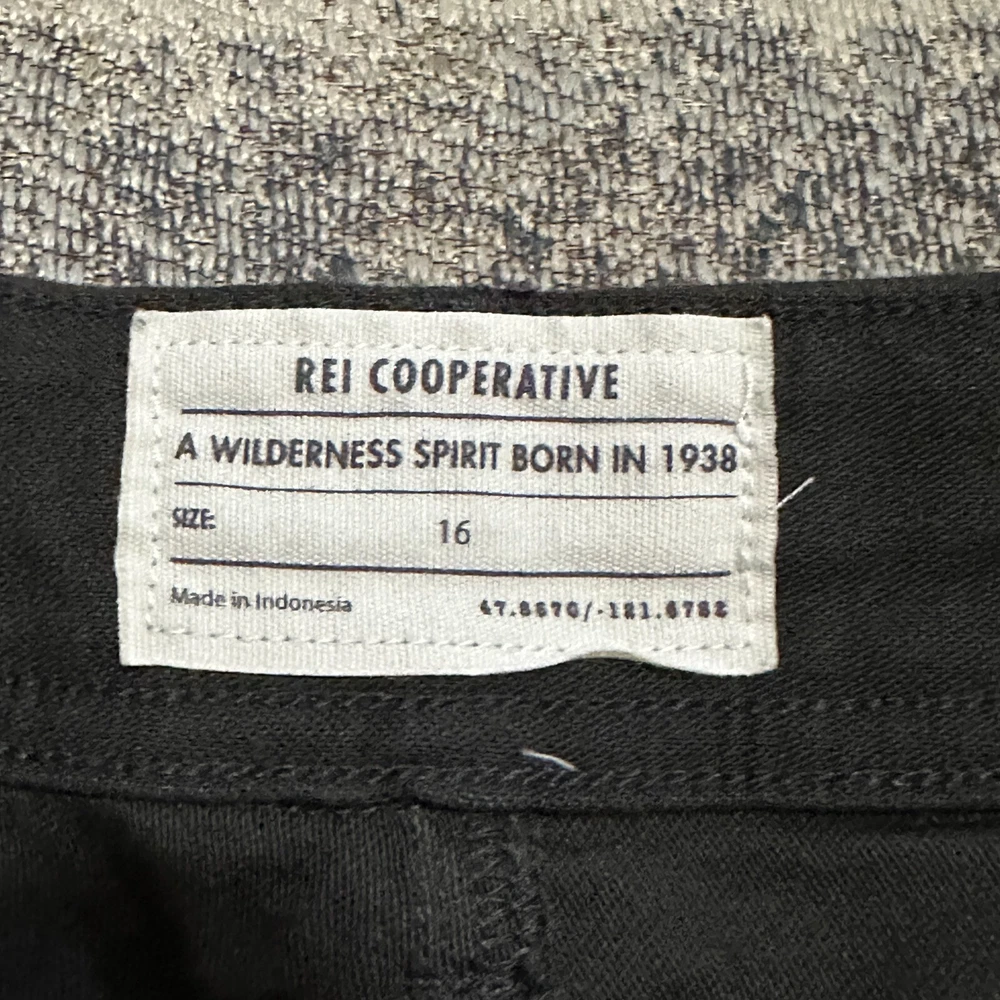 REI COOPERATIVE
A WILDERNESS SPIRIT BORN IN 1938
SIZE: 16
Made in Indonesia